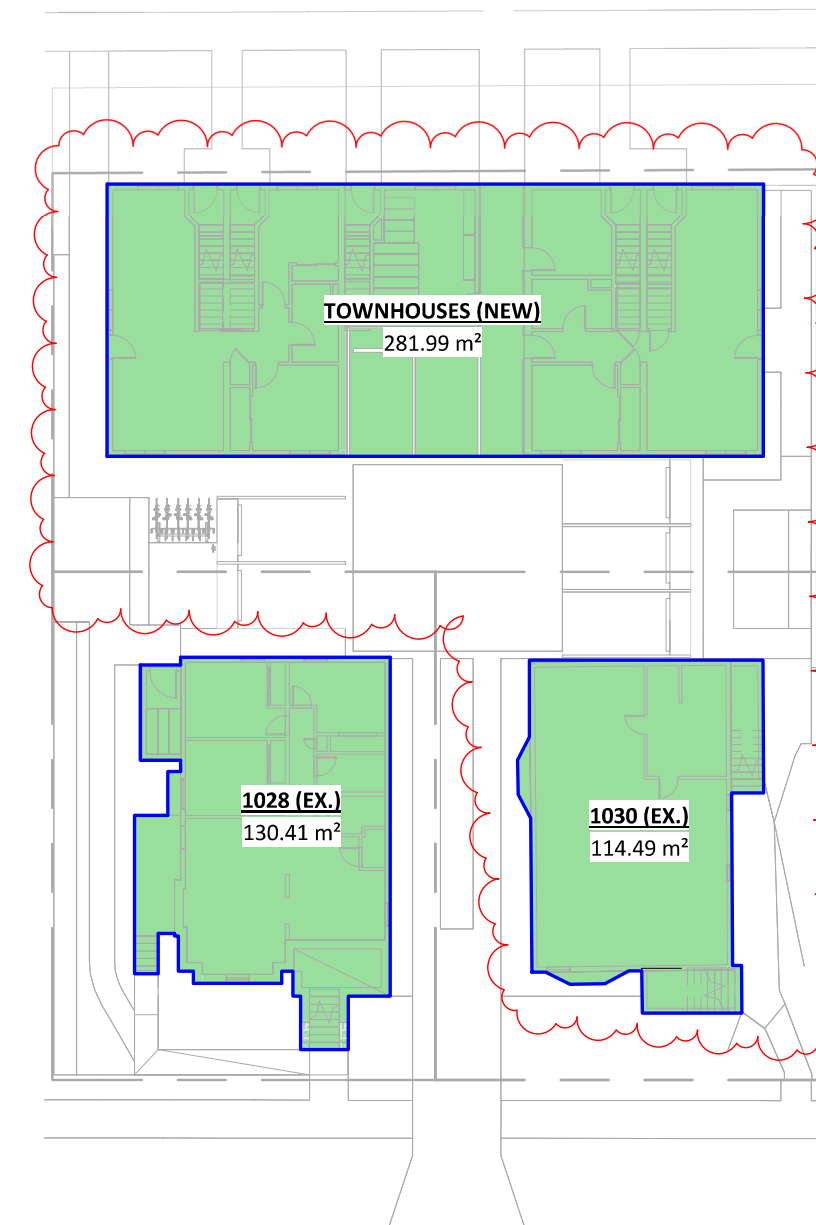 TOWNHOUSES (NEW)
281.99 m²
1028 (EX.)
130.41 m²
1030 (EX.)
114.49 m²